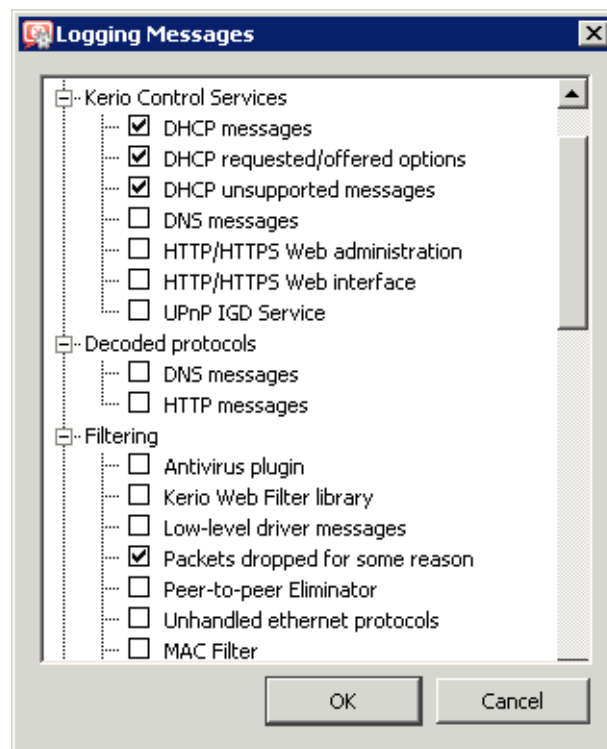 Logging Messages
Kerio Control Services
DHCP messages
DHCP requested/offered options
DHCP unsupported messages
DNS messages
HTTP/HTTPS Web administration
HTTP/HTTPS Web interface
UPnP IGD Service
Decoded protocols
DNS messages
HTTP messages
Filtering
Antivirus plugin
Kerio Web Filter library
Low-level driver messages
Packets dropped for some reason
Peer-to-peer Eliminator
Unhandled ethernet protocols
MAC Filter
OK Cancel